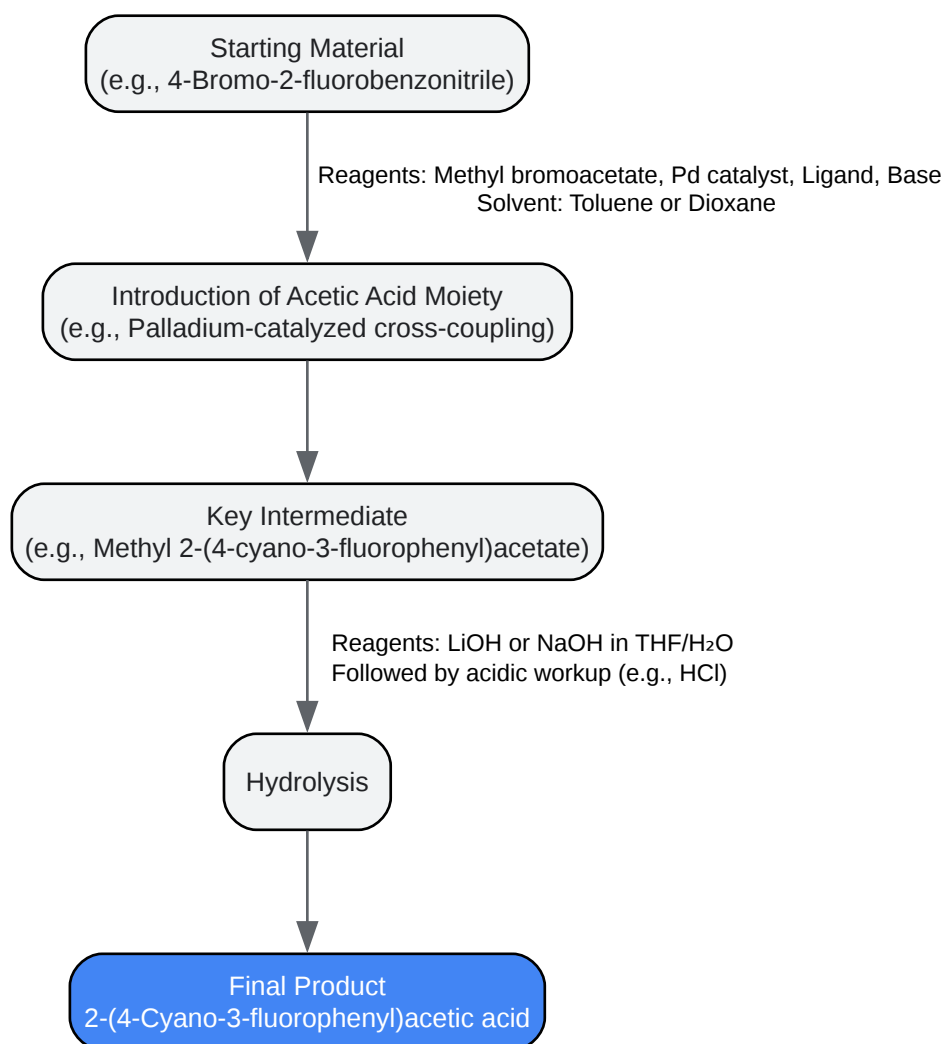 Starting Material
(e.g., 4-Bromo-2-fluorobenzonitrile)
Reagents: Methyl bromoacetate, Pd catalyst, Ligand, Base
Solvent: Toluene or Dioxane
Introduction of Acetic Acid Moiety
(e.g., Palladium-catalyzed cross-coupling)
Key Intermediate
(e.g., Methyl 2-(4-cyano-3-fluorophenyl)acetate)
Reagents: LiOH or NaOH in THF/H₂O
Followed by acidic workup (e.g., HCl)
Hydrolysis
Final Product
2-(4-Cyano-3-fluorophenyl)acetic acid